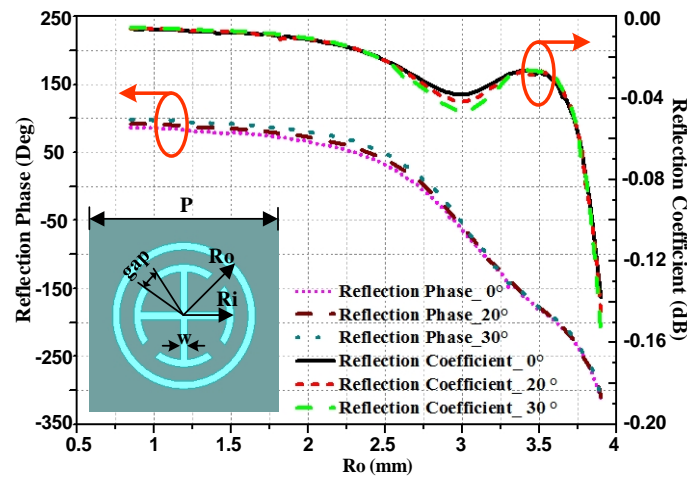 250
150
50
-50
-150
-250
-350
Reflection Phase (Deg)
0.00
-0.04
-0.08
-0.12
-0.16
-0.20
Reflection Coefficient (dB)
P
gap
Ro
Ri
w
Reflection Phase_ 0°
Reflection Phase_20°
Reflection Phase_30°
Reflection Coefficient_ 0°
Reflection Coefficient_ 20 °
Reflection Coefficient_ 30 °
0.5
1
1.5
2
2.5
3
3.5
4
Ro (mm)